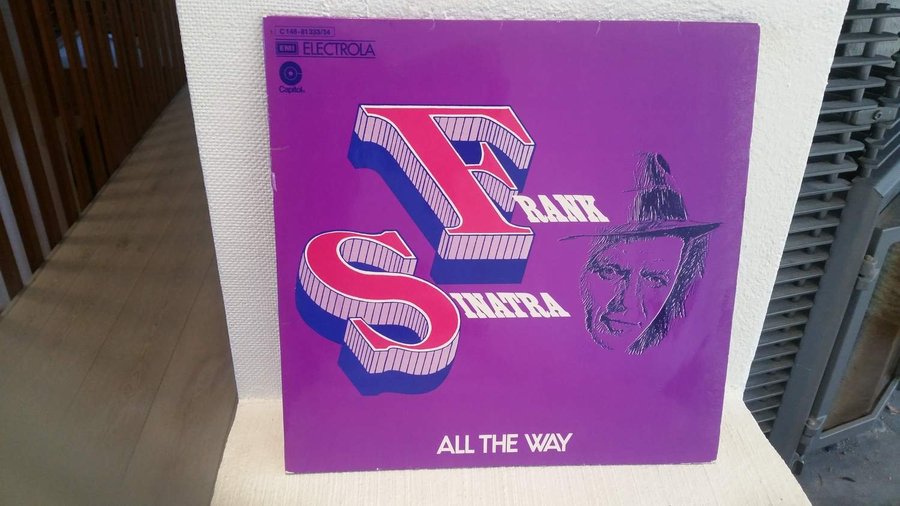 C 148-81 233/34
EMI ELECTROLA
Capitol
FRANK
SINATRA
ALL THE WAY